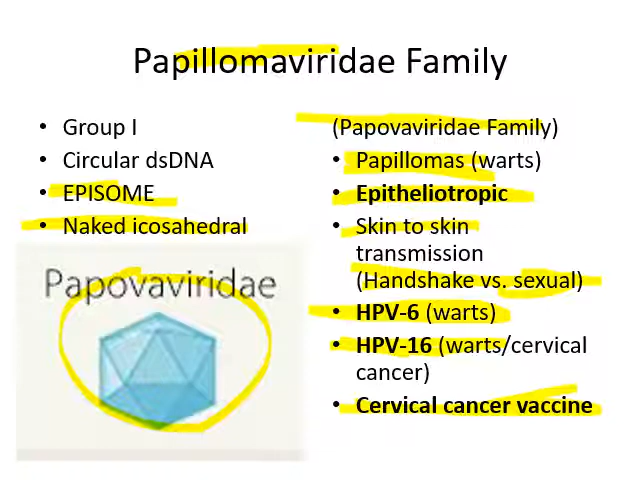 Papillomaviridae Family
• Group I
• Circular dsDNA
• EPISOME
• Naked icosahedral
Papovaviridae
(Papovaviridae Family)
• Papillomas (warts)
• Epitheliotropic
• Skin to skin
transmission
(Handshake vs. sexual)
• HPV-6 (warts)
• HPV-16 (warts/cervical
cancer)
• Cervical cancer vaccine